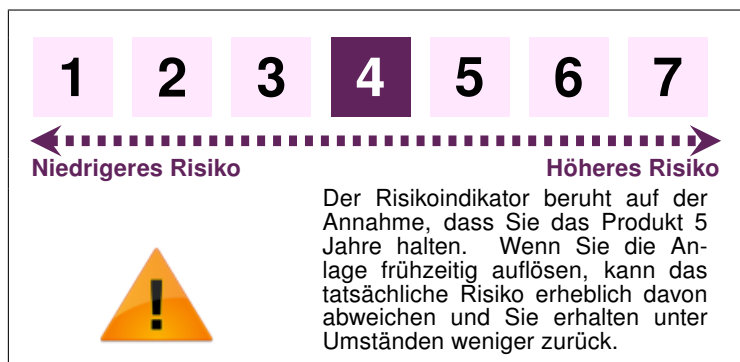 1 2 3 4 5 6 7
Niedrigeres Risiko Höheres Risiko
Der Risikoindikator beruht auf der
Annahme, dass Sie das Produkt 5
Jahre halten. Wenn Sie die An-
lage frühzeitig auflösen, kann das
tatsächliche Risiko erheblich davon
abweichen und Sie erhalten unter
Umständen weniger zurück.
!